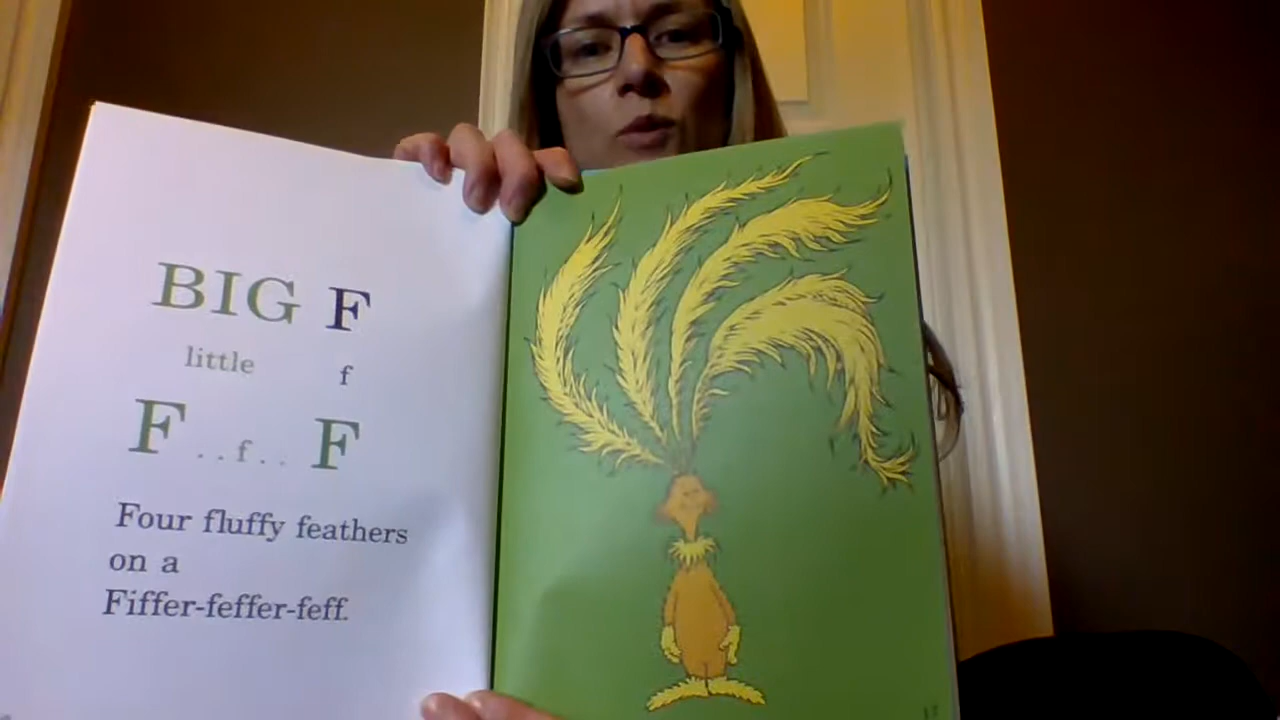 BIG F
little f
F..f..F
Four fluffy feathers
on a
Fiffer-feffer-feff.